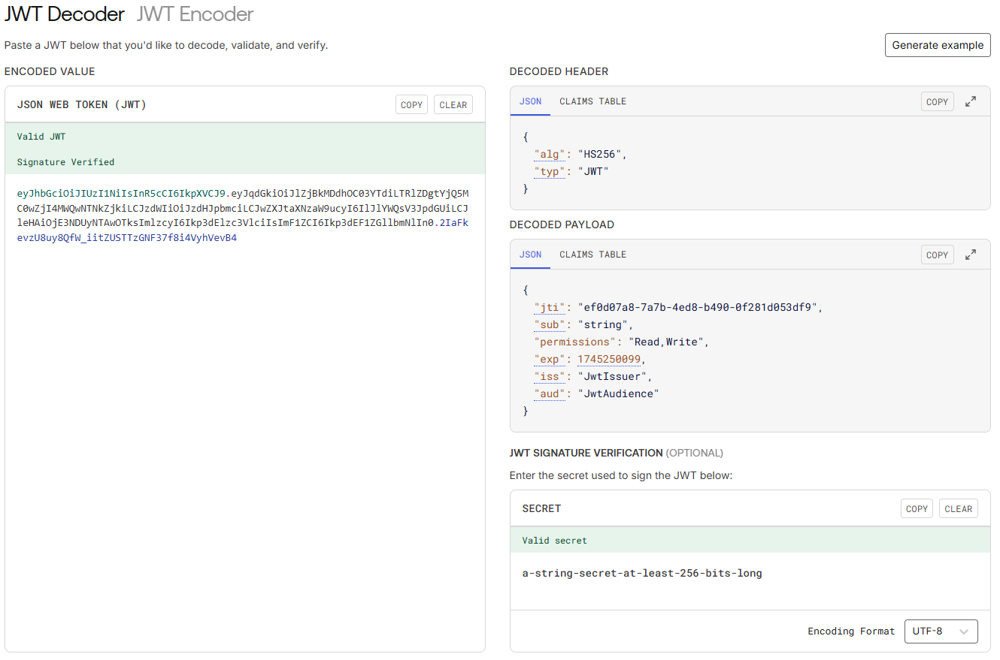 JWT Decoder JWT Encoder
Paste a JWT below that you'd like to decode, validate, and verify.
Generate example
ENCODED VALUE
JSON WEB TOKEN (JWT)
COPY
CLEAR
Valid JWT
Signature Verified
eyJhbGciOiJIUzI1NiIsInR5cCI6IkpXVCJ9.eyJqdGkiOiJlZjBkMDdhOC03YTdiLTRlZDgtYjQ5M
C0wZjI4MWQwNTNkZjkiLCJzdWIiOiJzdHJpbmciLCJwZXJtaXNzaW9ucyI6IlJlYWQsV3JpdGUiLCJ
leHAiOjE3NDUyNTAwOTksImlzcyI6Ikp3dElzc3VlciIsImF1ZCI6Ikp3dEF1ZGllbmNlIn0.2IaFk
evzU8uy8QfW_iitZUSTTzGNF37f8i4VyhVevB4
DECODED HEADER
JSON
CLAIMS TABLE
COPY
{
"alg": "HS256",
"typ": "JWT"
}
DECODED PAYLOAD
JSON
CLAIMS TABLE
COPY
{
"jti": "ef0d07a8-7a7b-4ed8-b490-0f281d053df9",
"sub": "string",
"permissions": "Read,Write",
"exp": 1745250099,
"iss": "JwtIssuer",
"aud": "JwtAudience"
}
JWT SIGNATURE VERIFICATION (OPTIONAL)
Enter the secret used to sign the JWT below:
SECRET
COPY
CLEAR
Valid secret
a-string-secret-at-least-256-bits-long
Encoding Format
UTF-8